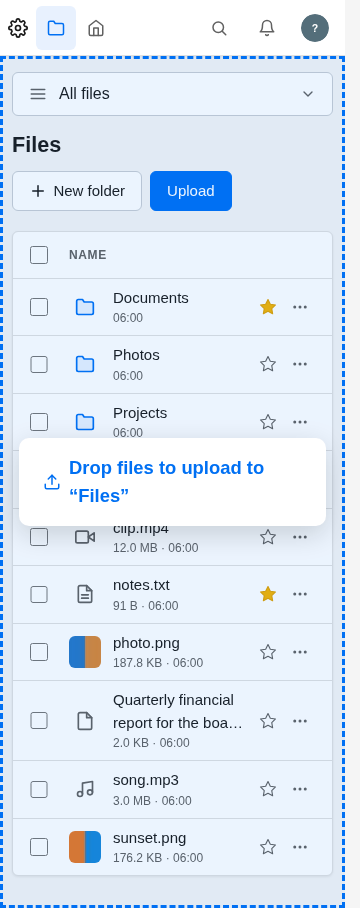 ?
All files
Files
New folder
Upload
NAME
Documents
06:00
Photos
06:00
Projects
06:00
Drop files to upload to
“Files”
clip.mp4
12.0 MB · 06:00
notes.txt
91 B · 06:00
photo.png
187.8 KB · 06:00
Quarterly financial
report for the boa…
2.0 KB · 06:00
song.mp3
3.0 MB · 06:00
sunset.png
176.2 KB · 06:00